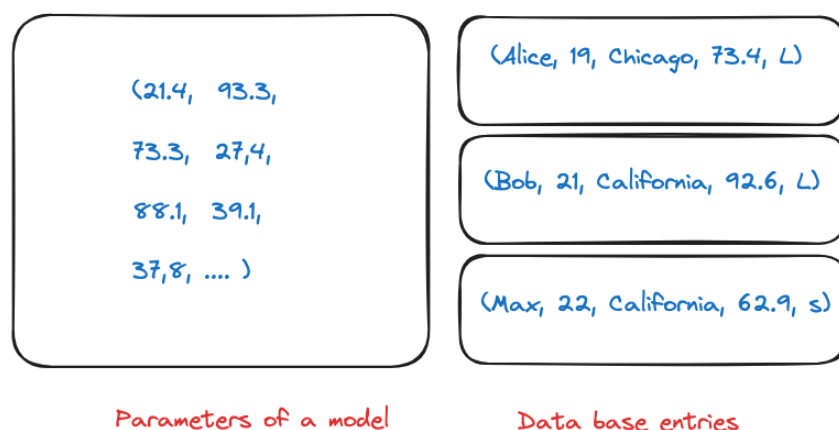 (21.4, 93.3,
73.3, 27,4,
88.1, 39.1,
37,8, .... )
Parameters of a model
(Alice, 19, Chicago, 73.4, L)
(Bob, 21, California, 92.6, L)
(Max, 22, California, 62.9, s)
Data base entries